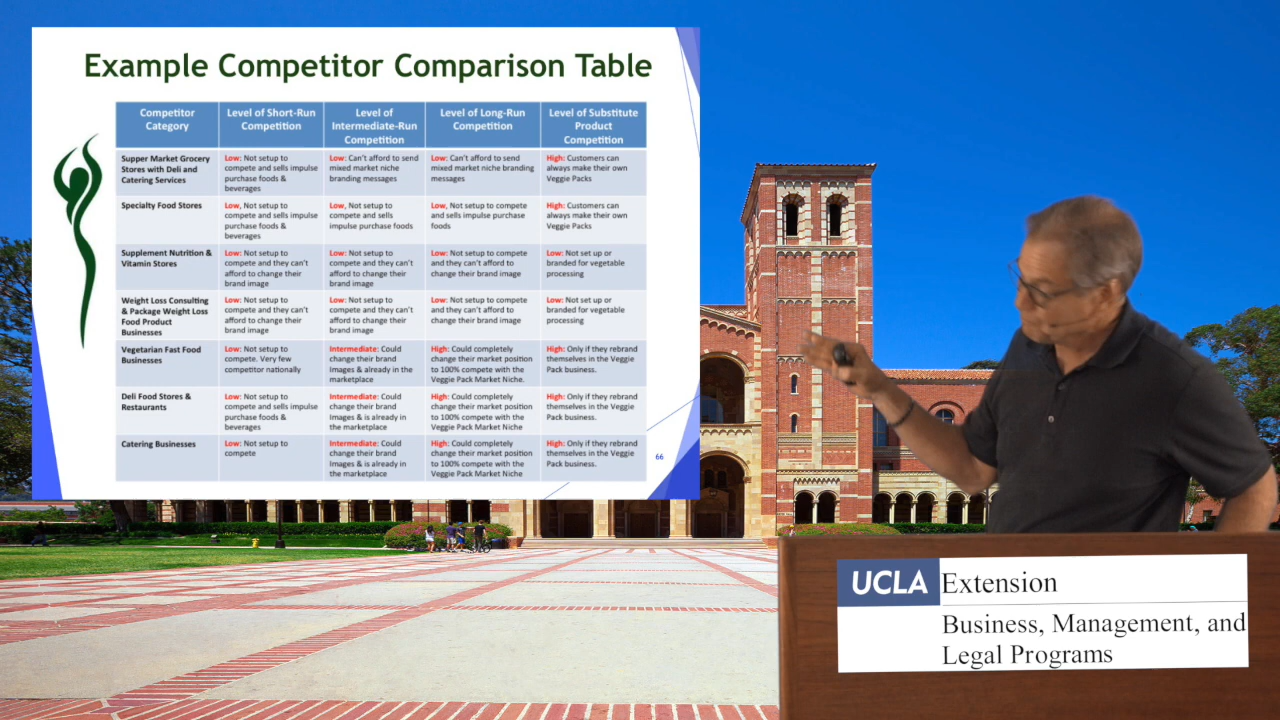 Example Competitor Comparison Table
Competitor
Category
Level of Short-Run
Competition
Level of
Intermediate-Run
Competition
Level of Long-Run
Competition
Level of Substitute
Product
Competition
Supper Market Grocery
Stores with Deli and
Catering Services
Low: Not setup to
compete and sells impulse
purchase foods &
beverages
Low: Can't afford to send
mixed market niche
branding messages
Low: Can't afford to send
mixed market niche branding
messages
High: Customers can
always make their own
Veggie Packs
Specialty Food Stores
Low, Not setup to
compete and sells impulse
purchase foods &
beverages
Low, Not setup to
compete and sells
impulse purchase foods
Low, Not setup to compete
and sells impulse purchase
foods
High: Customers can
always make their own
Veggie Packs
Supplement Nutrition &
Vitamin Stores
Low: Not setup to
compete and they can't
afford to change their
brand image
Low: Not setup to
compete and they can't
afford to change their
brand image
Low: Not setup to compete
and they can't afford to
change their brand image
Low: Not set up or
branded for vegetable
processing
Weight Loss Consulting
& Package Weight Loss
Food Product
Businesses
Low: Not setup to
compete and they can't
afford to change their
brand image
Low: Not setup to
compete and they can't
afford to change their
brand image
Low: Not setup to compete
and they can't afford to
change their brand image
Low: Not set up or
branded for vegetable
processing
Vegetarian Fast Food
Businesses
Low: Not setup to
compete. Very few
competitor nationally
Intermediate: Could
change their brand
Images & already in the
marketplace
High: Could completely
change their market position
to 100% compete with the
Veggie Pack Market Niche.
High: Only if they rebrand
themselves in the Veggie
Pack business.
Deli Food Stores &
Restaurants
Low: Not setup to
compete and sells impulse
purchase foods &
beverages
Intermediate: Could
change their brand
Images & is already in
the marketplace
High: Could completely
change their market position
to 100% compete with the
Veggie Pack Market Niche
High: Only if they rebrand
themselves in the Veggie
Pack business.
Catering Businesses
Low: Not setup to
compete
Intermediate: Could
change their brand
Images & is already in
the marketplace
High: Could completely
change their market position
to 100% compete with the
Veggie Pack Market Niche
High: Only if they rebrand
themselves in the Veggie
Pack business.
66
UCLA Extension
Business, Management, and
Legal Programs